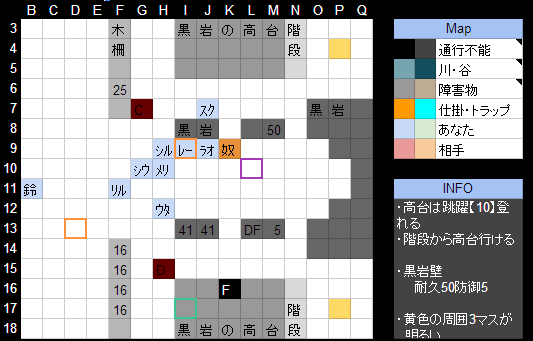 B C D E F G H I J K L M N O P Q
3 木 黒 岩 の 高 台 階
4 柵 段
5
6 25
7 ｽｸ 黒 岩
8 黒 岩 50
9 ｼﾙ ﾚｰ ﾗｵ 奴
10 ｼｳ ﾒﾘ
11 鈴 ﾘﾙ
12 ｳﾀ
13 41 41 DF 5
14 16
15 16
16 16 F
17 16 階
18 黒 岩 の 高 台 段
Map
通行不能
川・谷
障害物
仕掛・トラップ
あなた
相手
INFO
・高台は跳躍【10】登
れる
・階段から高台行ける
・黒岩壁
耐久50防御5
・黄色の周囲3マスが
明るい